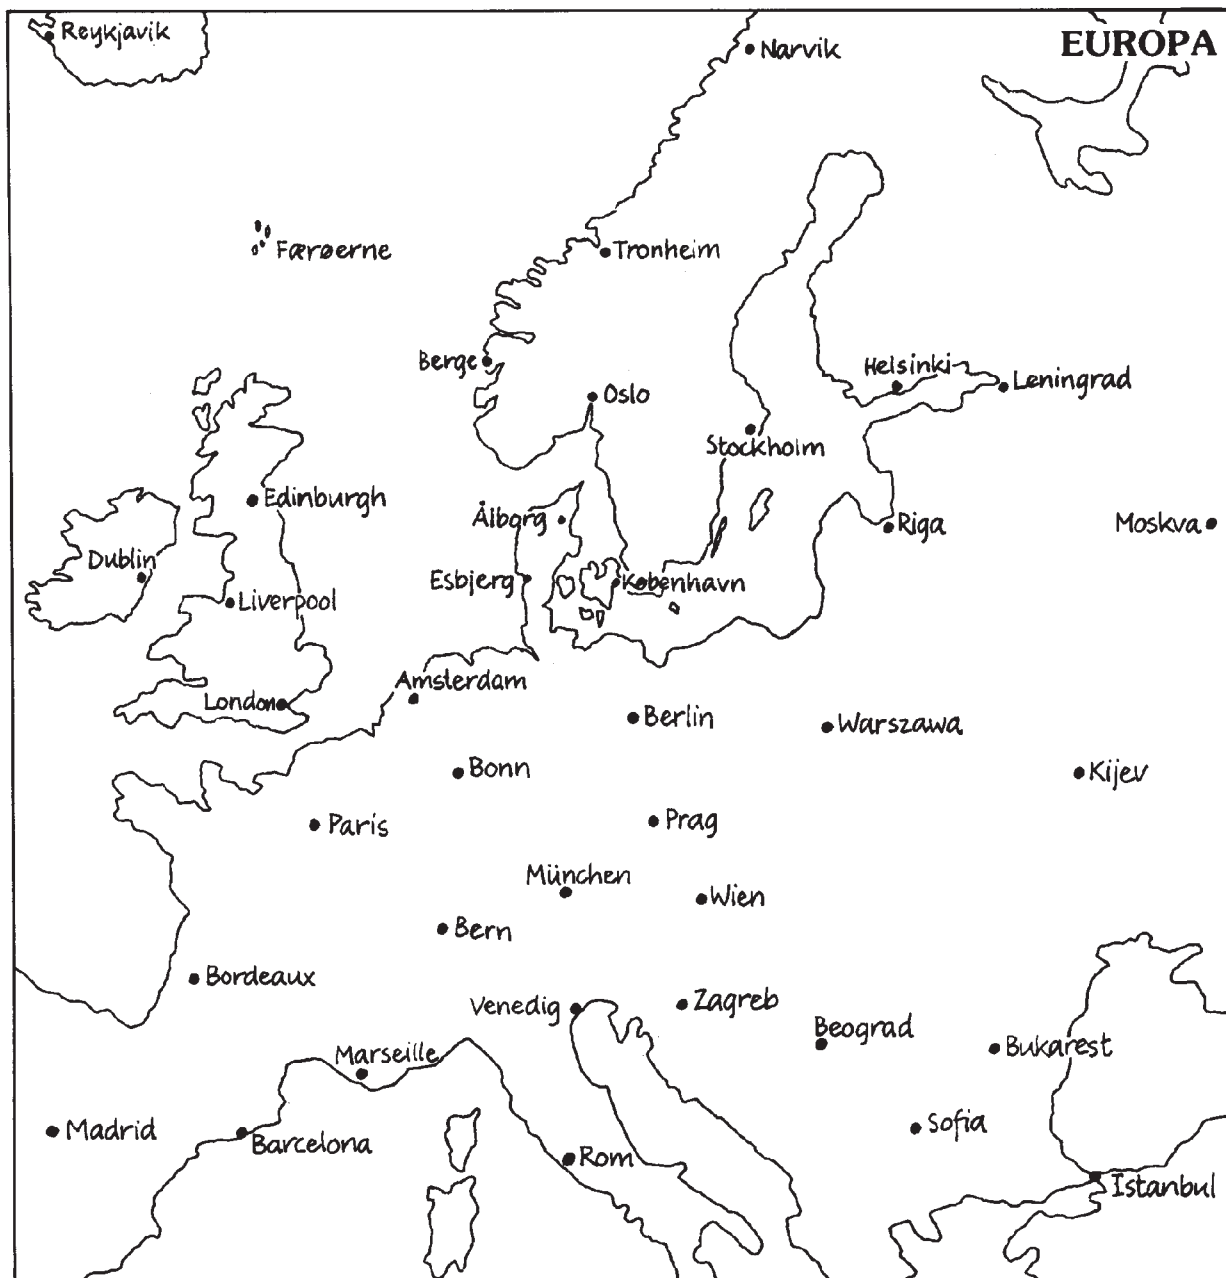 Reykjavik
EUROPA
Narvik
Færøerne
Tronheim
Berge
Helsinki
Leningrad
Oslo
Stockholm
Edinburgh
Ålborg
Riga
Moskva
Dublin
Esbjerg
København
Liverpool
Amsterdam
London
Berlin
Warszawa
Bonn
Kijev
Paris
Prag
München
Wien
Bern
Bordeaux
Venedig
Zagreb
Beograd
Bukarest
Marseille
Madrid
Barcelona
Sofia
Rom
Istanbul